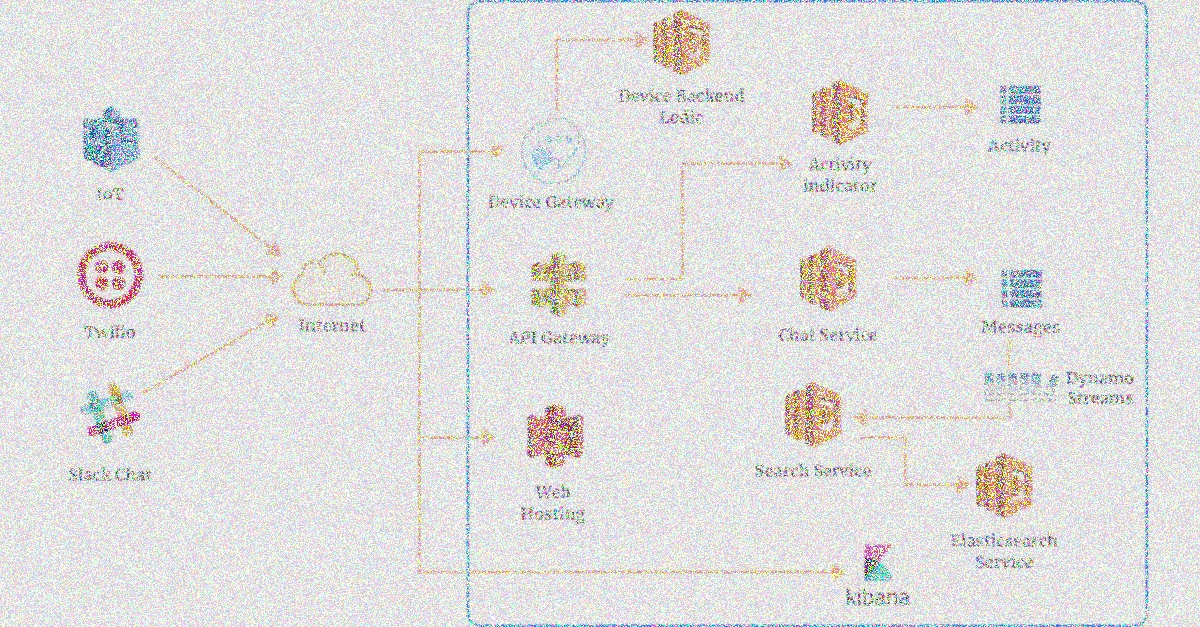 Device Backend
Logic
IoT
Device Gateway
Activity
indicator
Activity
Twilio
Internet
API Gateway
Chat Service
Messages
Dynamo
Streams
Slack Chat
Web
Hosting
Search Service
Elasticsearch
Service
kibana